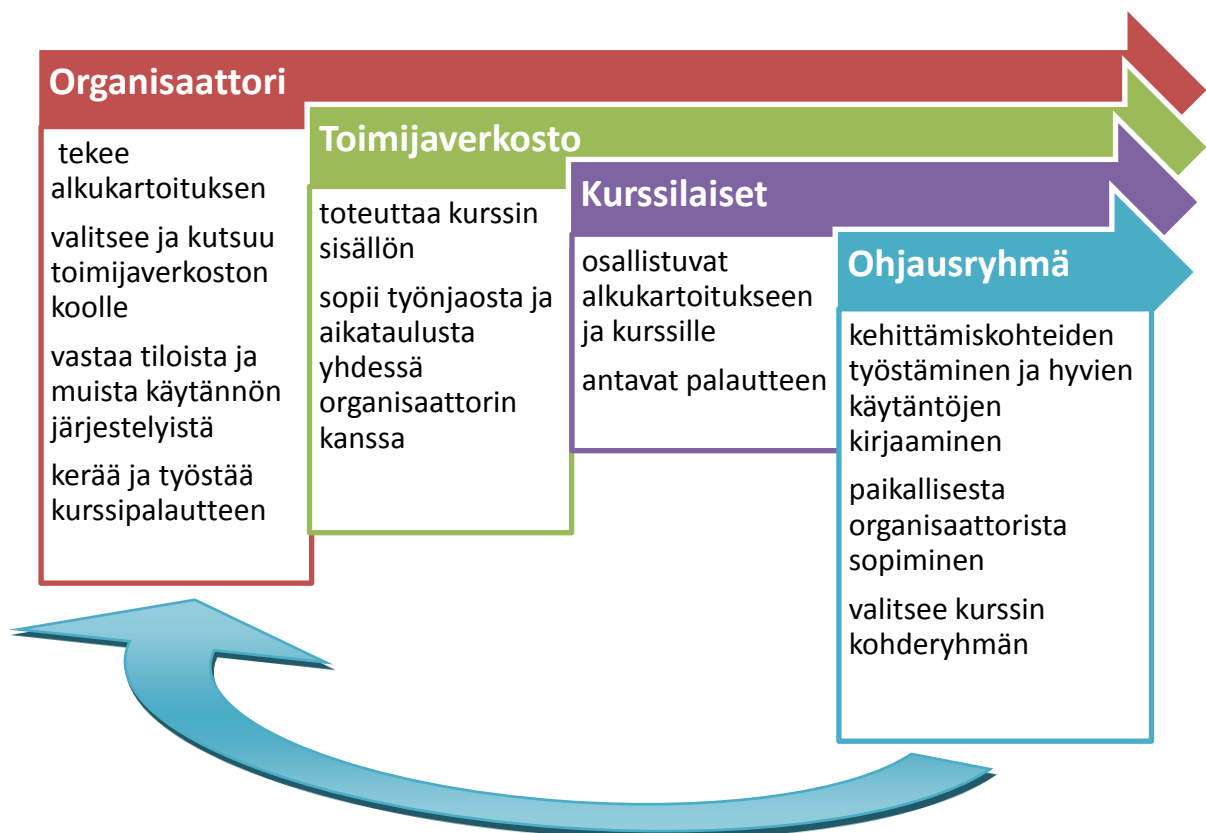 Organisaattori
tekee
alkukartoituksen
valitsee ja kutsuu
toimijaverkoston
koolle
vastaa tiloista ja
muista käytännön
järjestelyistä
kerää ja työstää
kurssipalautteen
Toimijaverkosto
toteuttaa kurssin
sisällön
sopii työnjaosta ja
aikataulusta
yhdessä
organisaattorin
kanssa
Kurssilaiset
osallistuvat
alkukartoitukseen
ja kurssille
antavat palautteen
Ohjausryhmä
kehittämiskohteiden
työstäminen ja hyvien
käytäntöjen
kirjaaminen
paikallisesta
organisaattorista
sopiminen
valitsee kurssin
kohderyhmän